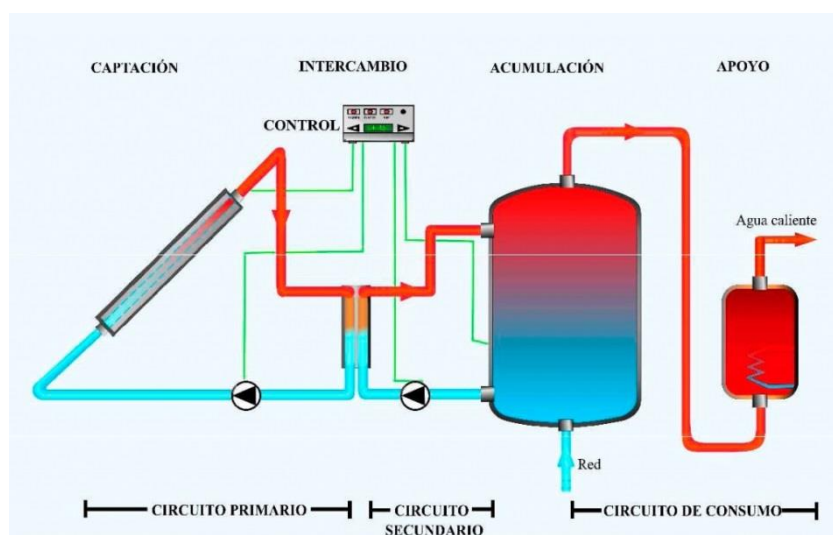 CAPTACIÓN
INTERCAMBIO
ACUMULACIÓN
APOYO
CONTROL
Agua caliente
Red
CIRCUITO PRIMARIO
CIRCUITO
SECUNDARIO
CIRCUITO DE CONSUMO